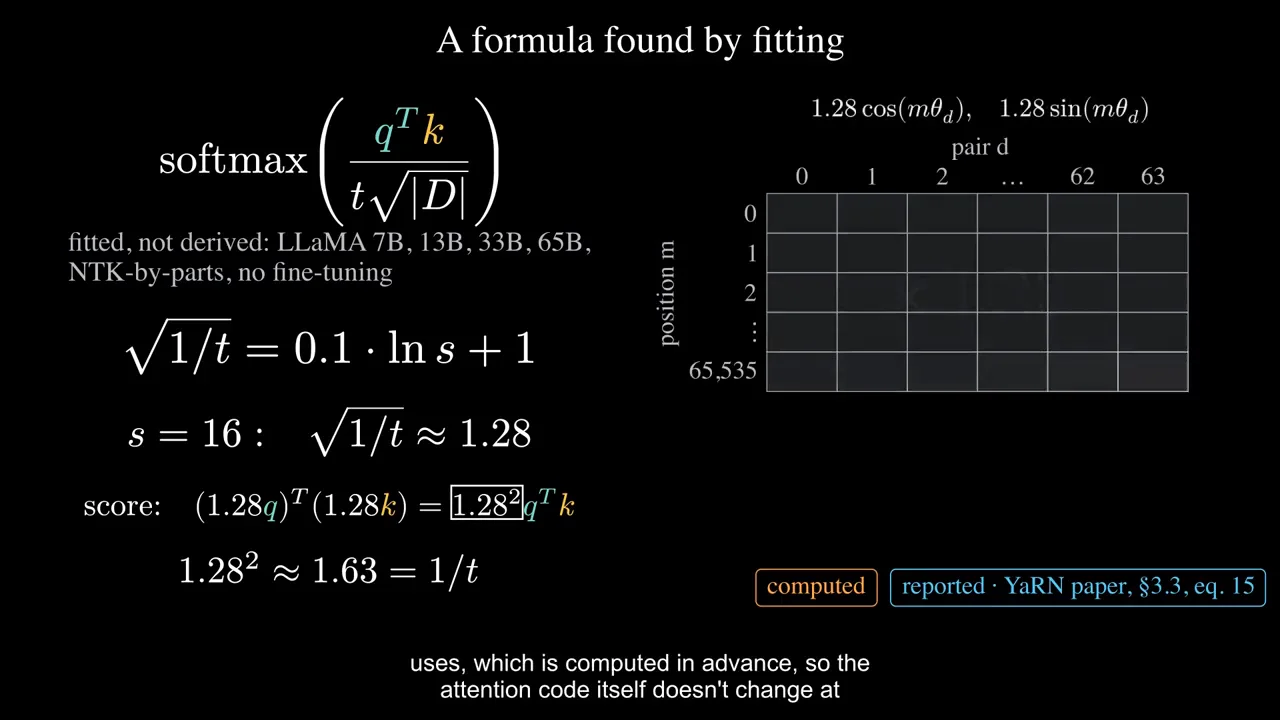 A formula found by fitting
softmax(q^T k / t√|D|)
fitted, not derived: LLaMA 7B, 13B, 33B, 65B,
NTK-by-parts, no fine-tuning
√1/t = 0.1 · ln s + 1
s = 16 : √1/t ≈ 1.28
score: (1.28q)^T(1.28k) = 1.28² q^T k
1.28² ≈ 1.63 = 1/t
1.28 cos(mθ_d), 1.28 sin(mθ_d)
pair d
0 1 2 … 62 63
position m
0
1
2
⋮
65,535
computed
reported · YaRN paper, §3.3, eq. 15
uses, which is computed in advance, so the
attention code itself doesn't change at